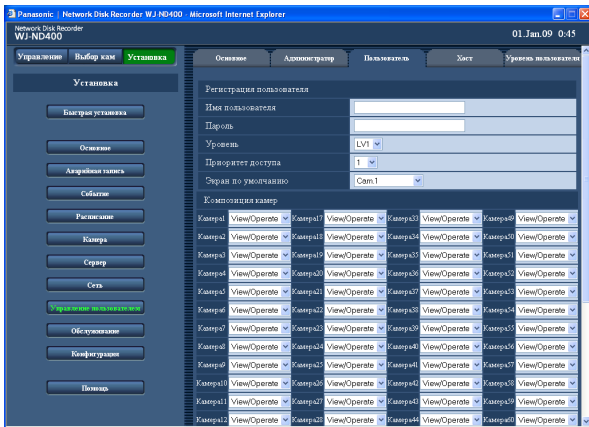 Panasonic | Network Disk Recorder WJ-ND400 - Microsoft Internet Explorer
Network Disk Recorder
WJ-ND400
01.Jan.09 0:45
Управление Выбор кам Установка
Основное Администратор Пользователь Хост Уровень пользователя
Установка
Быстрая установка
Основное
Аварийная запись
Событие
Расписание
Камера
Сервер
Сеть
Управление пользователем
Обслуживание
Конфигурация
Помощь
Регистрация пользователя
Имя пользователя
Пароль
Уровень LV1
Приоритет доступа 1
Экран по умолчанию Cam.1
Композиция камер
Камера1 View/Operate Камера17 View/Operate Камера33 View/Operate Камера49 View/Operate
Камера2 View/Operate Камера18 View/Operate Камера34 View/Operate Камера50 View/Operate
Камера3 View/Operate Камера19 View/Operate Камера35 View/Operate Камера51 View/Operate
Камера4 View/Operate Камера20 View/Operate Камера36 View/Operate Камера52 View/Operate
Камера5 View/Operate Камера21 View/Operate Камера37 View/Operate Камера53 View/Operate
Камера6 View/Operate Камера22 View/Operate Камера38 View/Operate Камера54 View/Operate
Камера7 View/Operate Камера23 View/Operate Камера39 View/Operate Камера55 View/Operate
Камера8 View/Operate Камера24 View/Operate Камера40 View/Operate Камера56 View/Operate
Камера9 View/Operate Камера25 View/Operate Камера41 View/Operate Камера57 View/Operate
Камера10 View/Operate Камера26 View/Operate Камера42 View/Operate Камера58 View/Operate
Камера11 View/Operate Камера27 View/Operate Камера43 View/Operate Камера59 View/Operate
Камера12 View/Operate Камера28 View/Operate Камера44 View/Operate Камера60 View/Operate